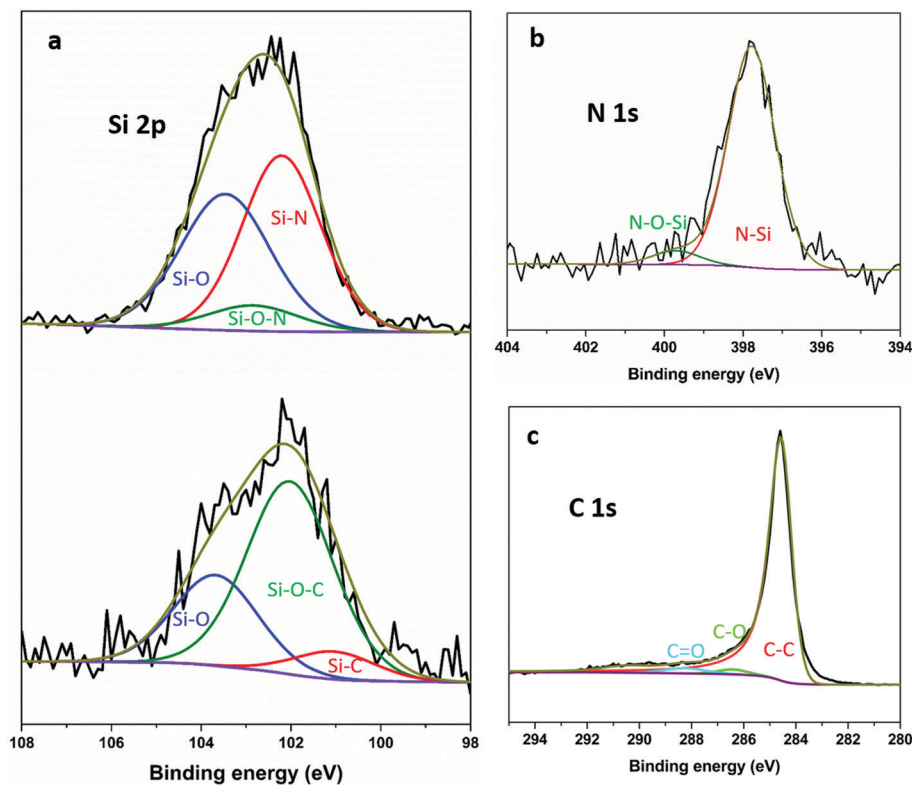 a
Si 2p
Si-N
Si-O
Si-O-N
Si-O-C
Si-O
Si-C
108 106 104 102 100 98
Binding energy (eV)
b
N 1s
N-O-Si
N-Si
404 402 400 398 396 394
Binding energy (eV)
c
C 1s
C-O
C=O
C-C
294 292 290 288 286 284 282 280
Binding energy (eV)